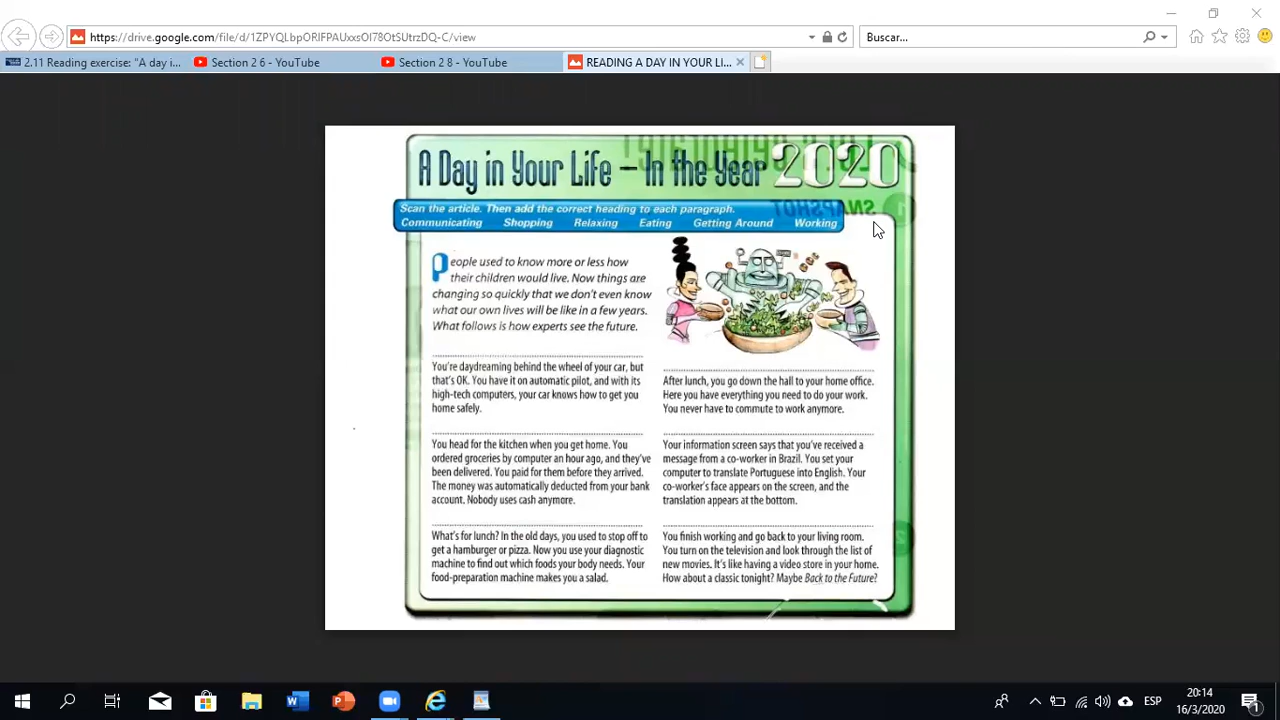 https://drive.google.com/file/d/1ZPYQLbpORlFPAUxxsOl78OtSUtrzDQ-C/view
Buscar...
2.11 Reading exercise: "A day i...
Section 2 6 - YouTube
Section 2 8 - YouTube
READING A DAY IN YOUR LI...
A Day in Your Life – In the Year 2020
SNAPSHOT
Scan the article. Then add the correct heading to each paragraph.
Communicating Shopping Relaxing Eating Getting Around Working
People used to know more or less how
their children would live. Now things are
changing so quickly that we don't even know
what our own lives will be like in a few years.
What follows is how experts see the future.
You're daydreaming behind the wheel of your car, but
that's OK. You have it on automatic pilot, and with its
high-tech computers, your car knows how to get you
home safely.
You head for the kitchen when you get home. You
ordered groceries by computer an hour ago, and they've
been delivered. You paid for them before they arrived.
The money was automatically deducted from your bank
account. Nobody uses cash anymore.
What's for lunch? In the old days, you used to stop off to
get a hamburger or pizza. Now you use your diagnostic
machine to find out which foods your body needs. Your
food-preparation machine makes you a salad.
After lunch, you go down the hall to your home office.
Here you have everything you need to do your work.
You never have to commute to work anymore.
Your information screen says that you've received a
message from a co-worker in Brazil. You set your
computer to translate Portuguese into English. Your
co-worker's face appears on the screen, and the
translation appears at the bottom.
You finish working and go back to your living room.
You turn on the television and look through the list of
new movies. It's like having a video store in your home.
How about a classic tonight? Maybe Back to the Future?
ESP
20:14
16/3/2020